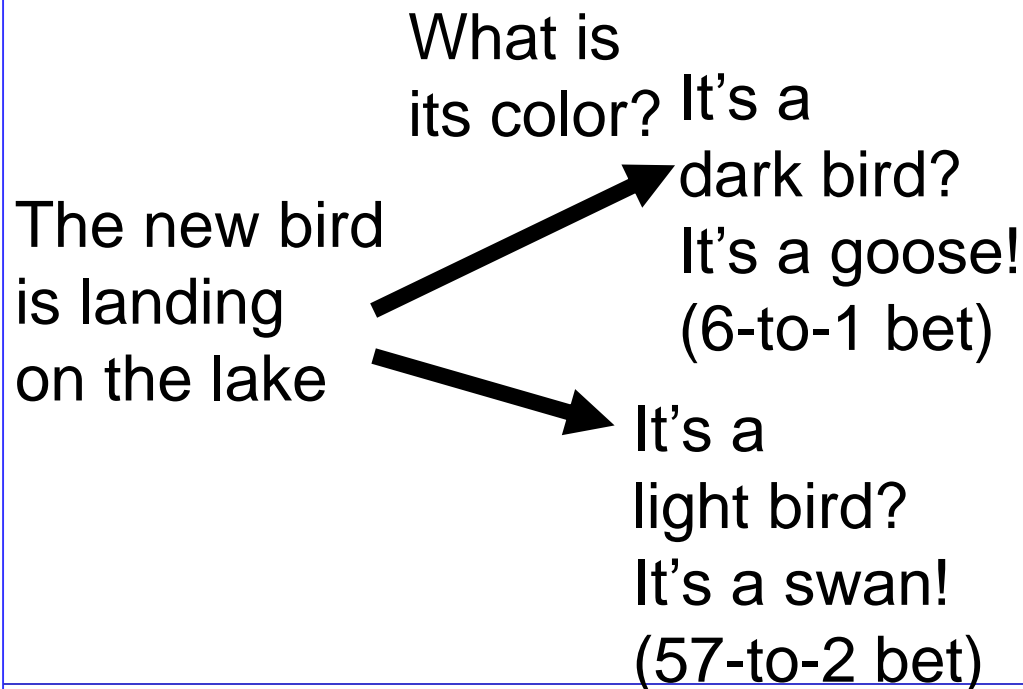 What is
its color?
The new bird
is landing
on the lake
It’s a
dark bird?
It’s a goose!
(6-to-1 bet)
It’s a
light bird?
It’s a swan!
(57-to-2 bet)